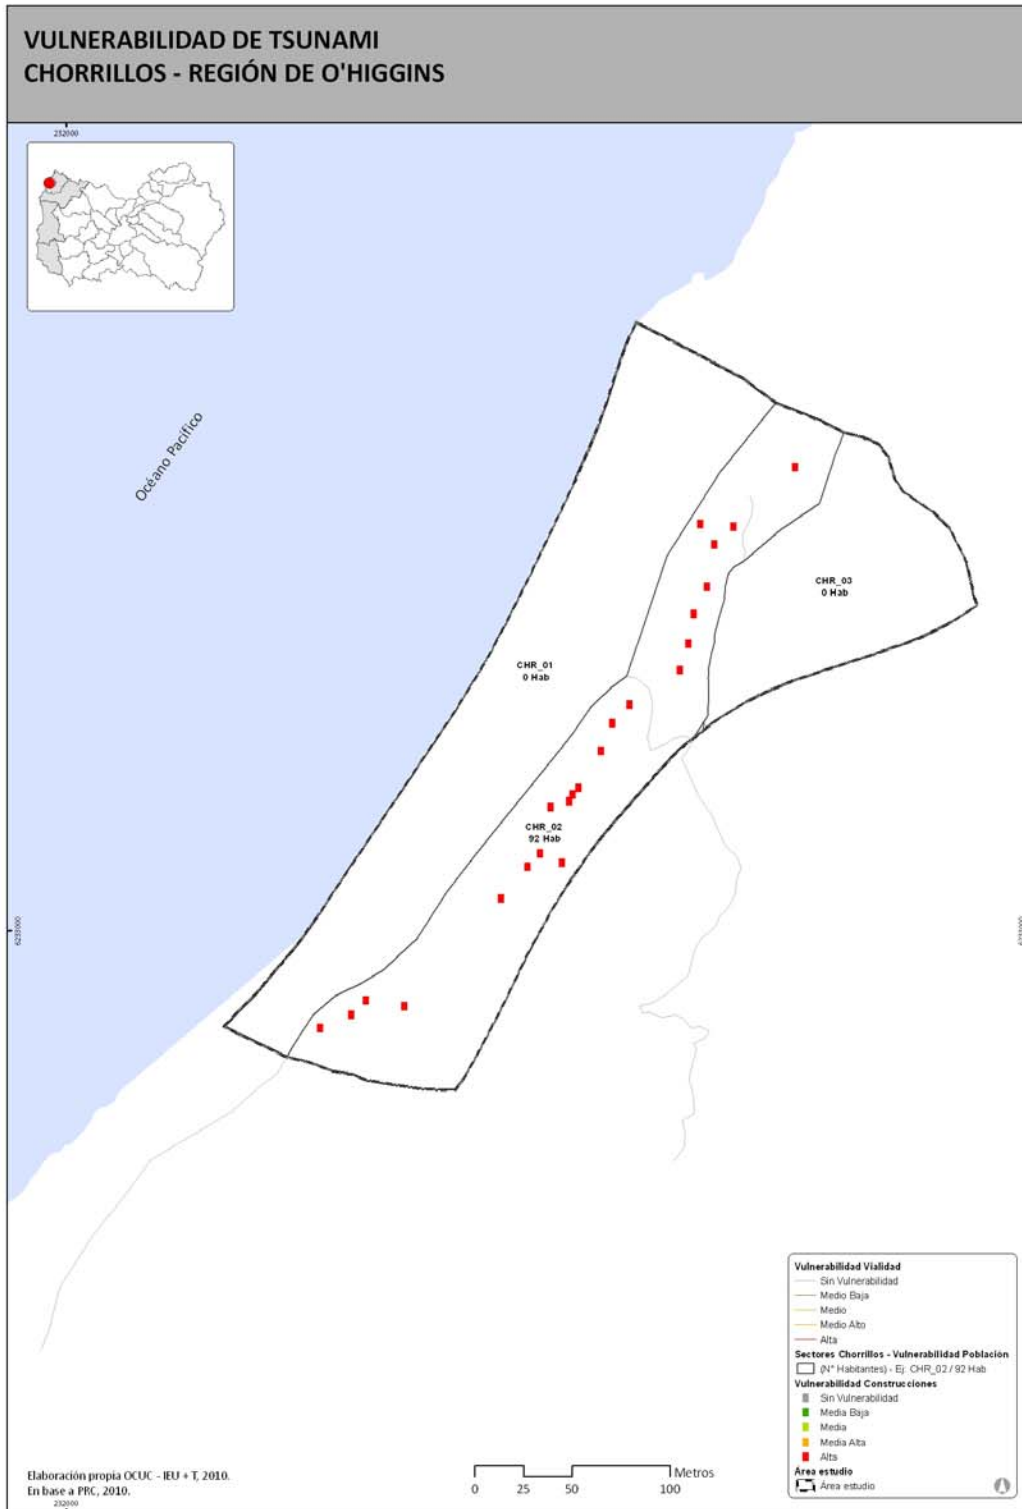 VULNERABILIDAD DE TSUNAMI
CHORRILLOS - REGIÓN DE O'HIGGINS
232000
Océano Pacífico
CHR_03
0 Hab
CHR_01
0 Hab
CHR_02
92 Hab
6233000
6233000
Vulnerabilidad Vialidad
Sin Vulnerabilidad
Medio Baja
Medio
Medio Alto
Alta
Sectores Chorrillos - Vulnerabilidad Población
(N° Habitantes) - Ej: CHR_02 / 92 Hab
Vulnerabilidad Construcciones
Sin Vulnerabilidad
Media Baja
Media
Media Alta
Alta
Área estudio
Área estudio
Metros
0 25 50 100
Elaboración propia OCUC - IEU + T, 2010.
En base a PRC, 2010.
232000